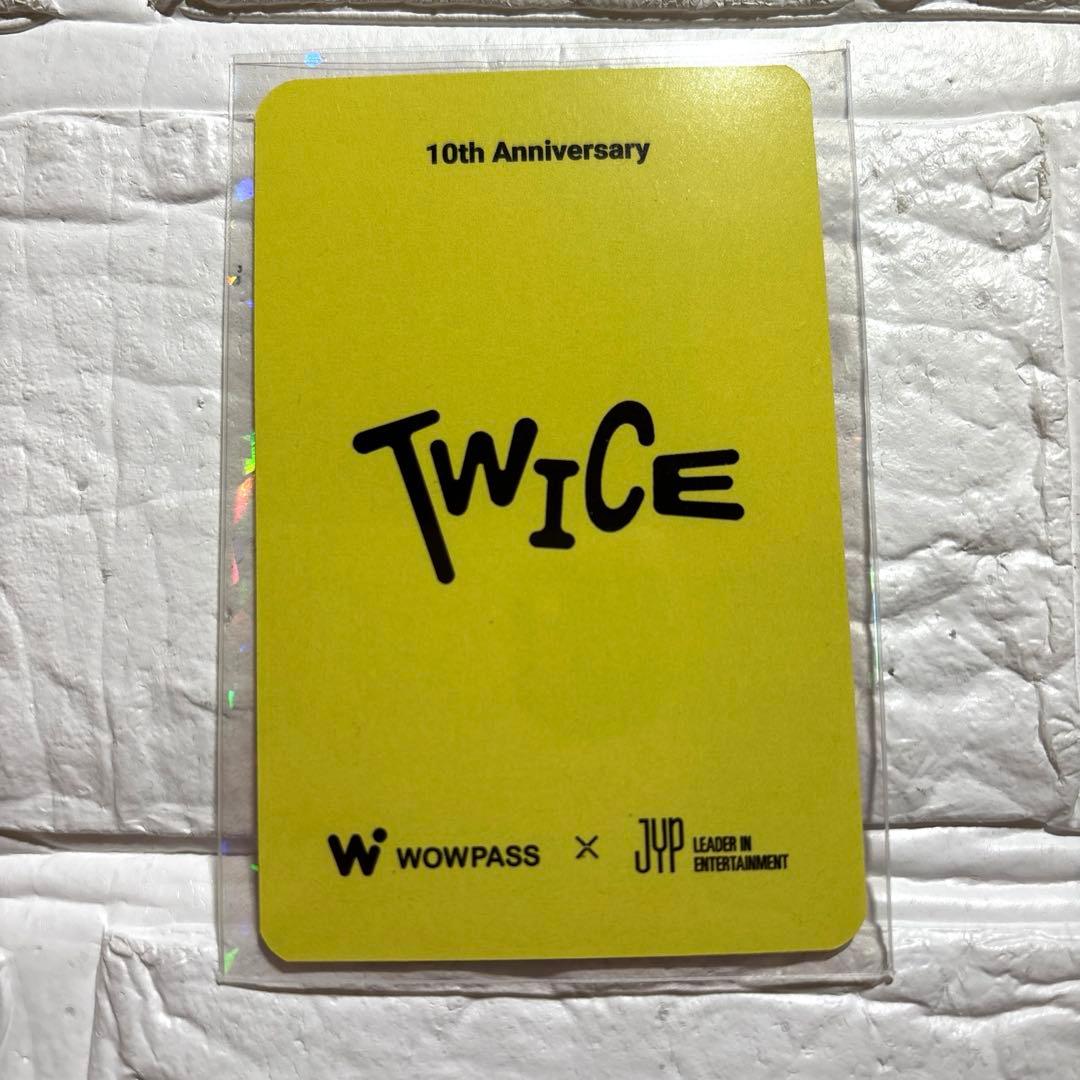 10th Anniversary
TWICE
W WOWPASS X JYP LEADER IN
ENTERTAINMENT